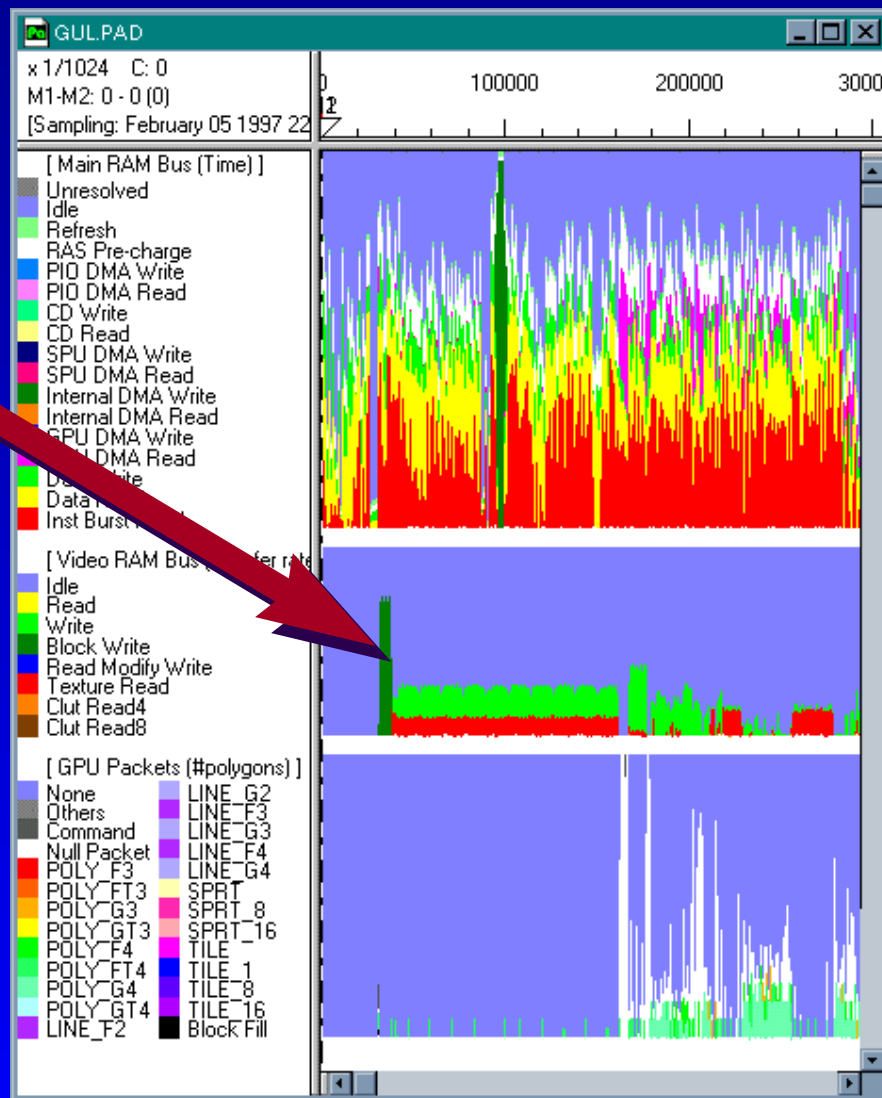 GUL.PAD
x 1/1024 C: 0
M1-M2: 0 - 0 (0)
[Sampling: February 05 1997 22
0 100000 200000 3000
[ Main RAM Bus (Time) ]
Unresolved
Idle
Refresh
RAS Pre-charge
PIO DMA Write
PIO DMA Read
CD Write
CD Read
SPU DMA Write
SPU DMA Read
Internal DMA Write
Internal DMA Read
GPU DMA Write
DMA Read
Data
Inst Burst
[ Video RAM Bus
Idle
Read
Write
Block Write
Read Modify Write
Texture Read
Clut Read4
Clut Read8
[ GPU Packets (#polygons) ]
None
Others
Command
Null Packet
POLY_F3
POLY_FT3
POLY_G3
POLY_GT3
POLY_F4
POLY_FT4
POLY_G4
POLY_GT4
LINE_F2
LINE_G2
LINE_F3
LINE_G3
LINE_F4
LINE_G4
SPRT
SPRT_8
SPRT_16
TILE
TILE_1
TILE_8
TILE_16
Block Fill